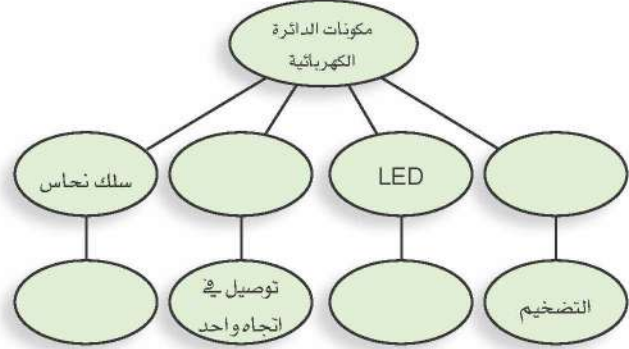 مكونات الدائرة
الكهربائية
سلك نحاس
LED
توصيل في
اتجاه واحد
التضخيم